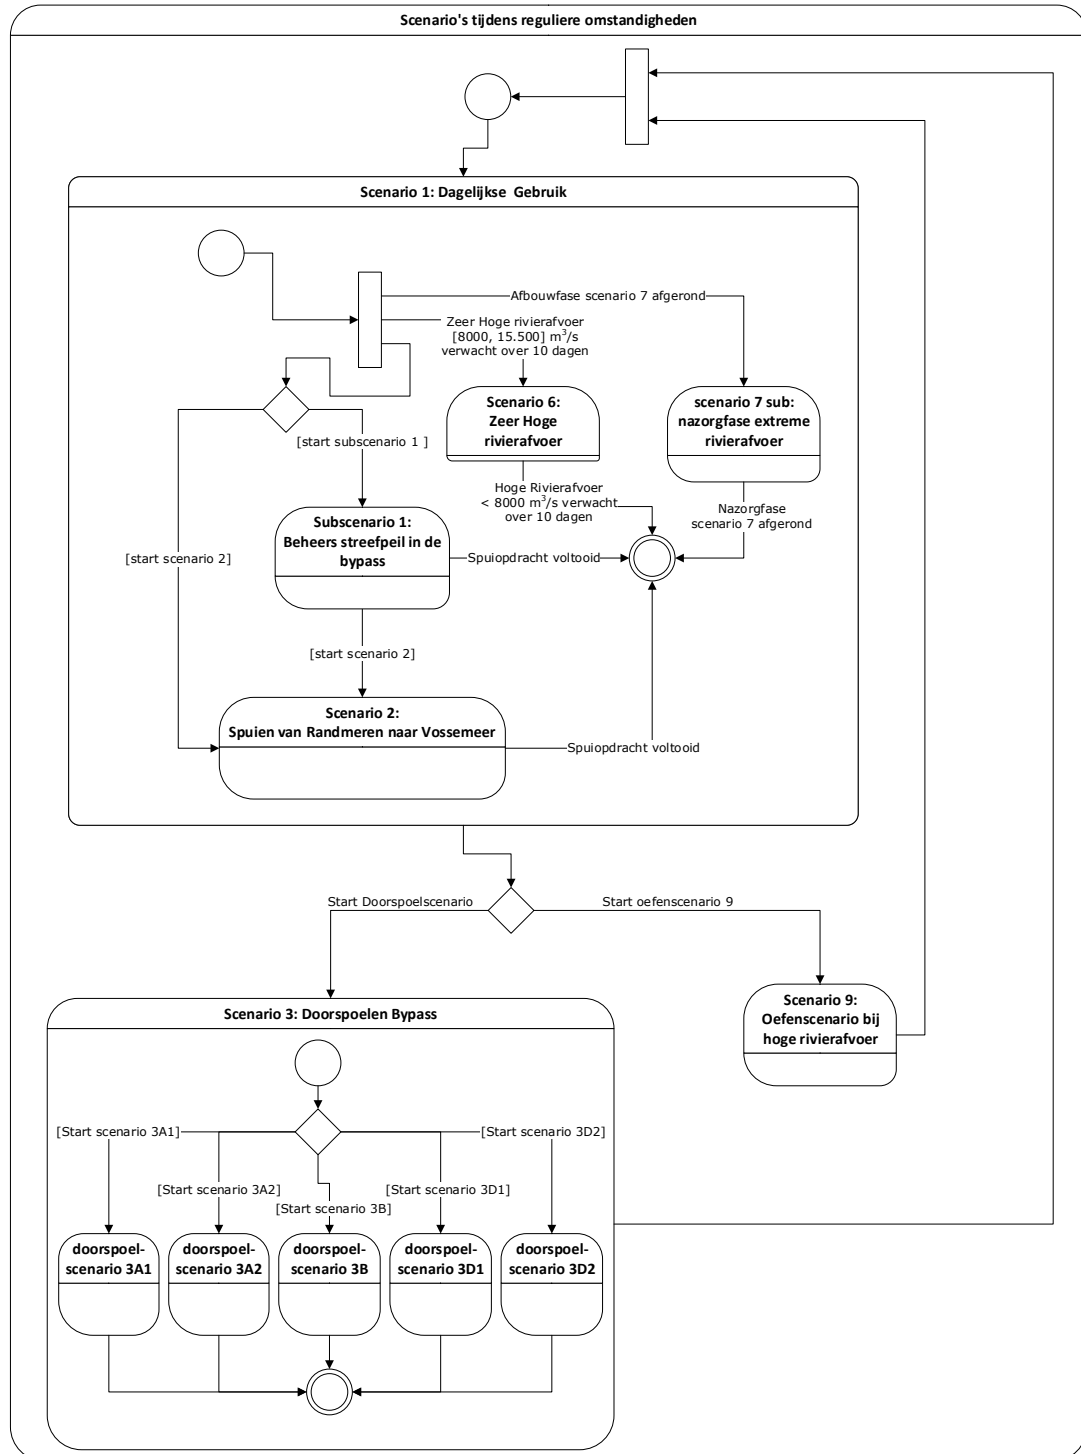 Scenario's tijdens reguliere omstandigheden
Scenario 1: Dagelijkse Gebruik
Afbouwfase scenario 7 afgerond
Zeer Hoge rivierafvoer
[8000, 15.500] m³/s
verwacht over 10 dagen
Scenario 6:
Zeer Hoge
rivierafvoer
scenario 7 sub:
nazorgfase extreme
rivierafvoer
[start subscenario 1 ]
Hoge Rivierafvoer
< 8000 m³/s verwacht
over 10 dagen
Nazorgfase
scenario 7 afgerond
Subscenario 1:
Beheers streefpeil in de
bypass
[start scenario 2]
Spuiopdracht voltooid
[start scenario 2]
Scenario 2:
Spuien van Randmeren naar Vossemeer
Spuiopdracht voltooid
Start Doorspoelscenario
Start oefenscenario 9
Scenario 9:
Oefenscenario bij
hoge rivierafvoer
Scenario 3: Doorspoelen Bypass
[Start scenario 3A1]
[Start scenario 3D2]
[Start scenario 3A2]
[Start scenario 3D1]
[Start scenario 3B]
doorspoel-
scenario 3A1
doorspoel-
scenario 3A2
doorspoel-
scenario 3B
doorspoel-
scenario 3D1
doorspoel-
scenario 3D2